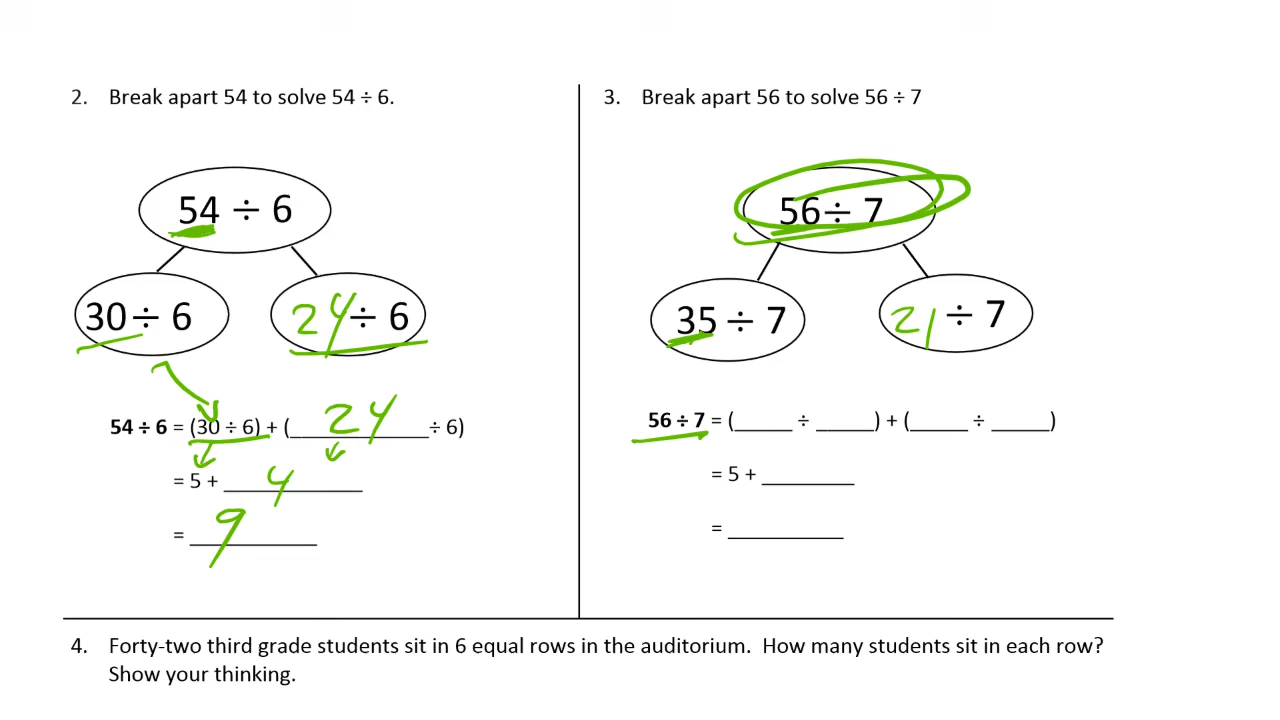 2. Break apart 54 to solve 54 ÷ 6.
54 ÷ 6
30 ÷ 6
24 ÷ 6
54 ÷ 6 = (30 ÷ 6) + (24 ÷ 6)
= 5 + 4
= 9
3. Break apart 56 to solve 56 ÷ 7
56 ÷ 7
35 ÷ 7
21 ÷ 7
56 ÷ 7 = (_____ ÷ _____) + (_____ ÷ _____)
= 5 + ________
= __________
4. Forty-two third grade students sit in 6 equal rows in the auditorium. How many students sit in each row?
Show your thinking.